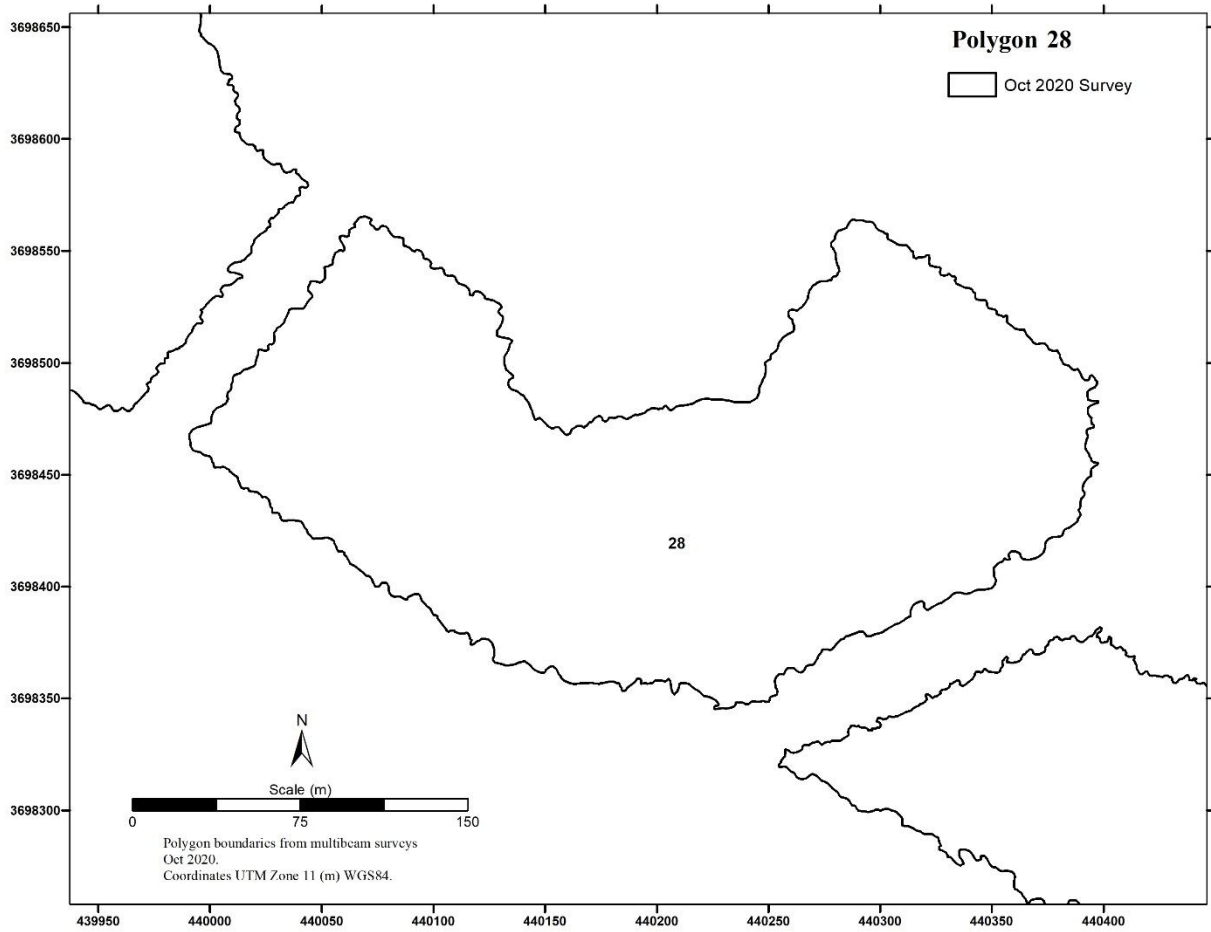 Polygon 28
Oct 2020 Survey
3698650
3698600
3698550
3698500
3698450
3698400
3698350
3698300
28
N
Scale (m)
0 75 150
Polygon boundaries from multibeam surveys
Oct 2020.
Coordinates UTM Zone 11 (m) WGS84.
439950 440000 440050 440100 440150 440200 440250 440300 440350 440400